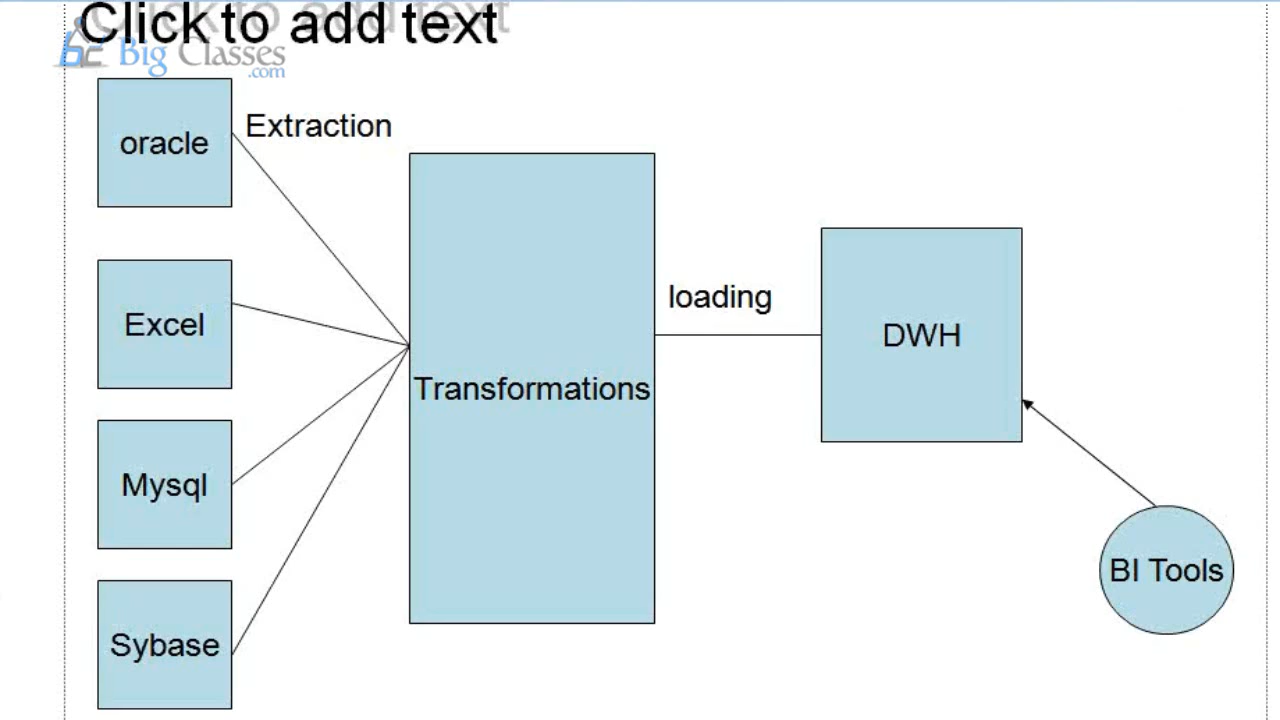 Click to add text
Big Classes
.com
oracle
Extraction
Excel
Mysql
Sybase
Transformations
loading
DWH
BI Tools